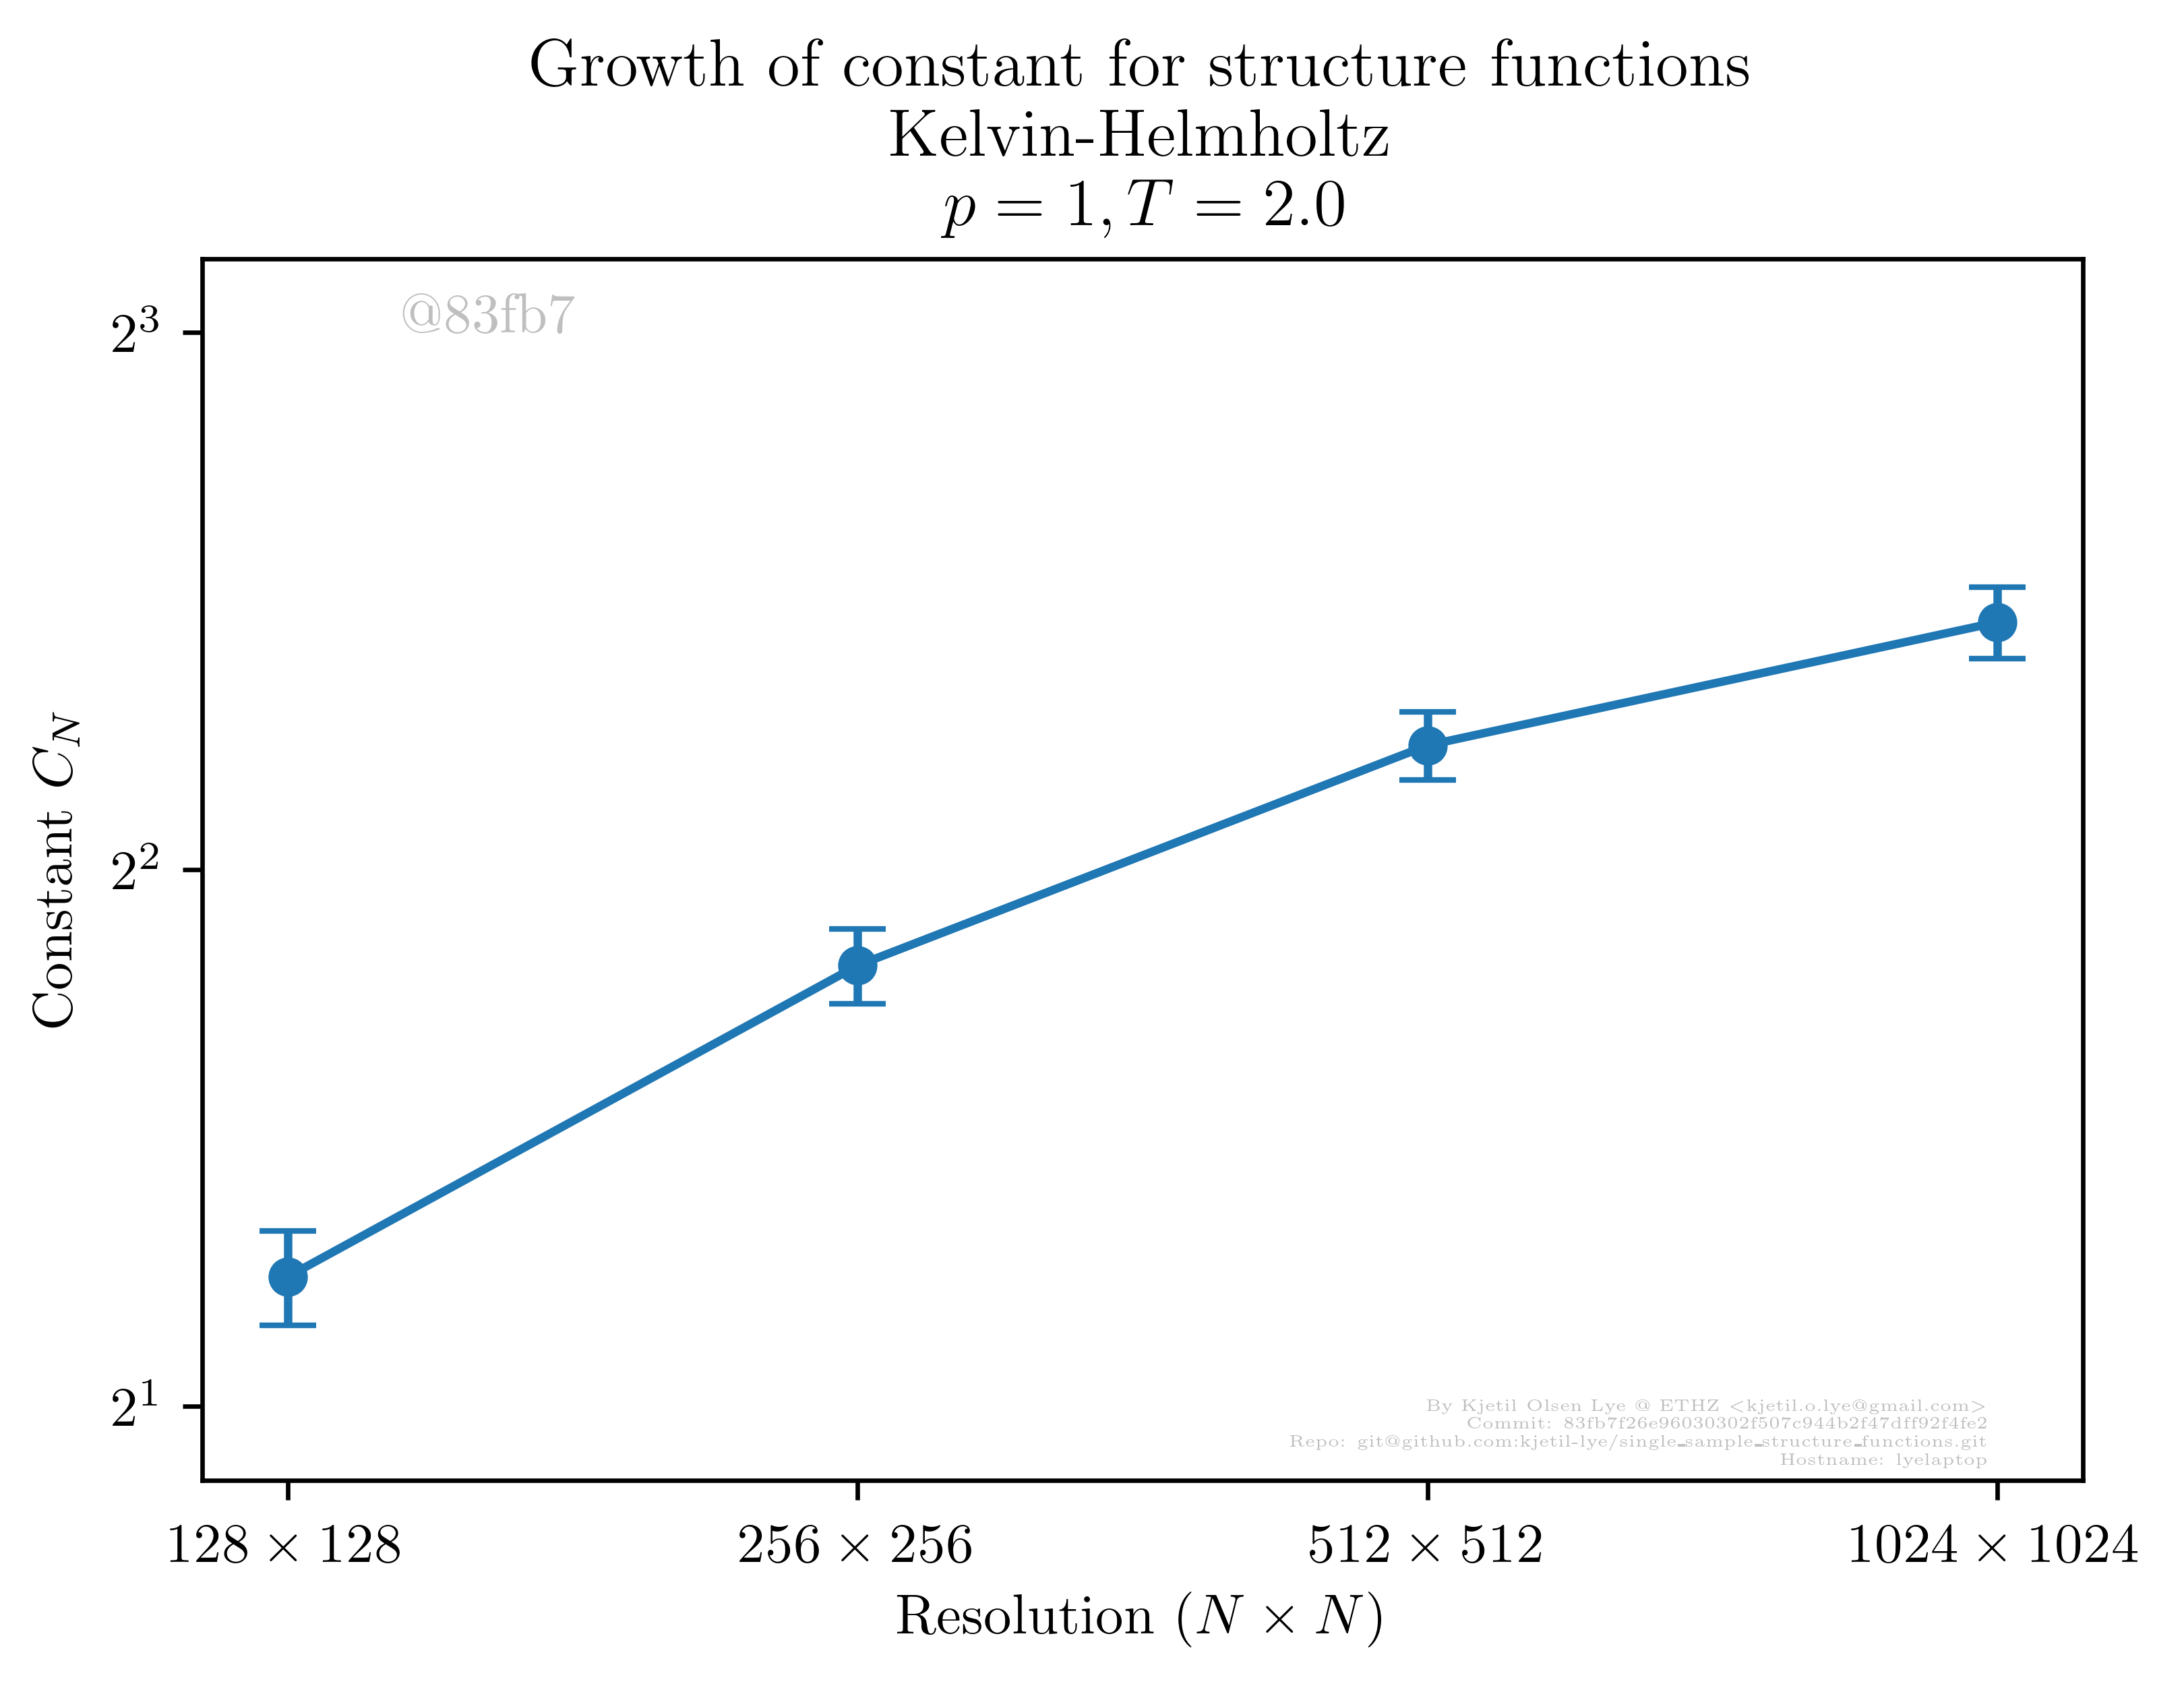 Growth of constant for structure functions
Kelvin-Helmholtz
p = 1, T = 2.0
@83fb7
2³
2²
2¹
Constant C_N
By Kjetil Olsen Lye @ ETHZ <kjetil.o.lye@gmail.com>
Commit: 83fb7f26e96030302f507c944b2f47dff92f4fe2
Repo: git@github.com:kjetil-lye/single_sample_structure_functions.git
Hostname: lyelaptop
128 × 128
256 × 256
512 × 512
1024 × 1024
Resolution (N × N)